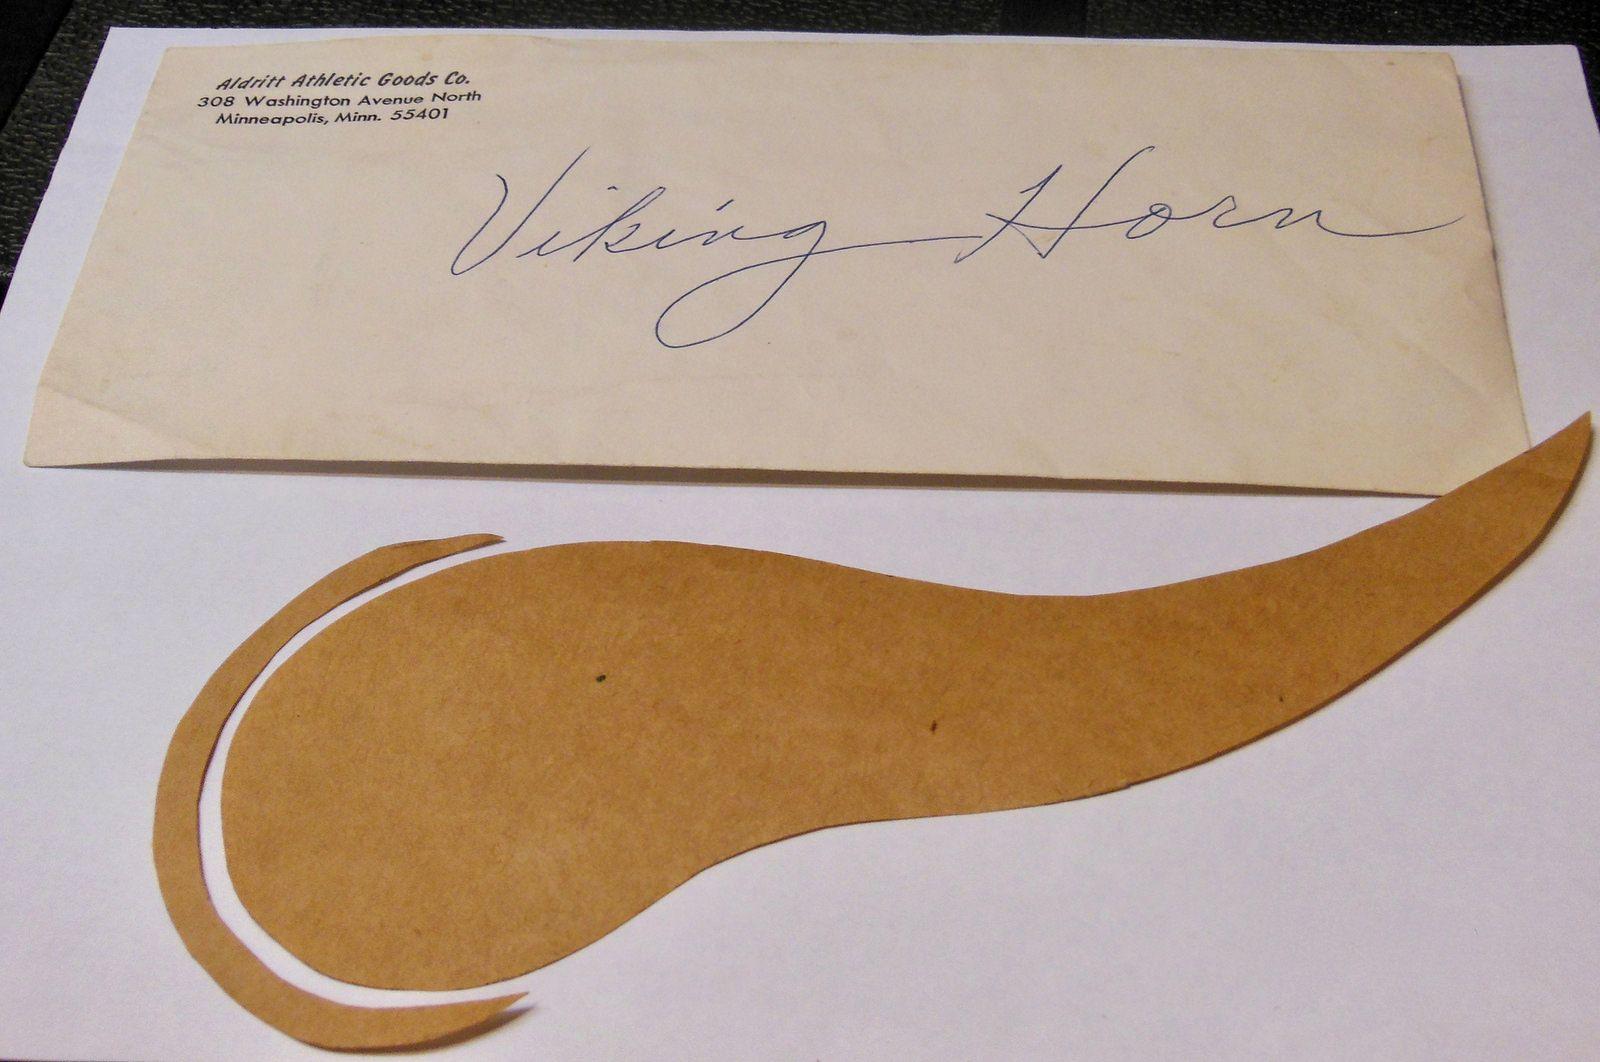 Aldritt Athletic Goods Co.
308 Washington Avenue North
Minneapolis, Minn. 55401
Viking Horn